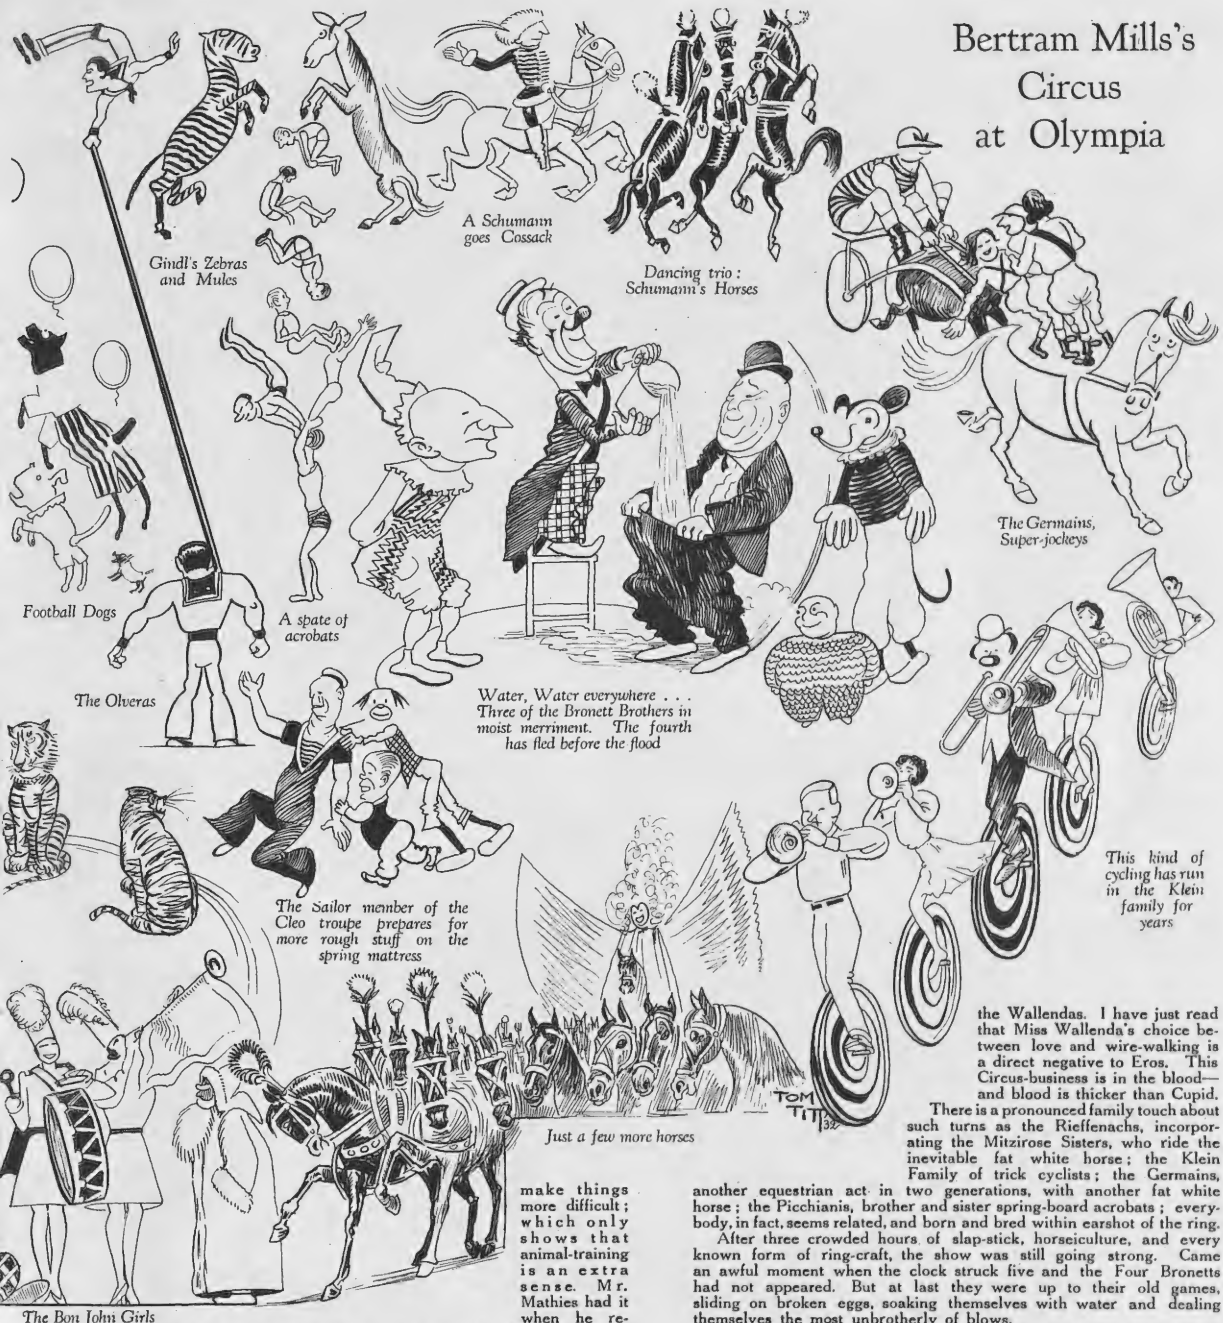 Bertram Mills's
Circus
at Olympia
A Schumann
goes Cossack
Gindl's Zebras
and Mules
Dancing trio :
Schumann's Horses
The Germains,
Super-jockeys
Football Dogs
A spate of
acrobats
The Olveras
Water, Water everywhere . . .
Three of the Bronett Brothers in
moist merriment. The fourth
has fled before the flood
This kind of
cycling has run
in the Klein
family for
years
The Sailor member of the
Cleo troupe prepares for
more rough stuff on the
spring mattress
TOM
TITT 32
Just a few more horses
The Bon John Girls
make things
more difficult ;
which only
shows that
animal-training
is an extra
sense. Mr.
Mathies had it
when he re-
the Wallendas. I have just read
that Miss Wallenda's choice be-
tween love and wire-walking is
a direct negative to Eros. This
Circus-business is in the blood—
and blood is thicker than Cupid.
There is a pronounced family touch about
such turns as the Rieffenachs, incorpor-
ating the Mitzirose Sisters, who ride the
inevitable fat white horse ; the Klein
Family of trick cyclists ; the Germains,
another equestrian act in two generations, with another fat white
horse ; the Picchianis, brother and sister spring-board acrobats ; every-
body, in fact, seems related, and born and bred within earshot of the ring.
After three crowded hours of slap-stick, horseiculture, and every
known form of ring-craft, the show was still going strong. Came
an awful moment when the clock struck five and the Four Bronetts
had not appeared. But at last they were up to their old games,
sliding on broken eggs, soaking themselves with water and dealing
themselves the most unbrotherly of blows.